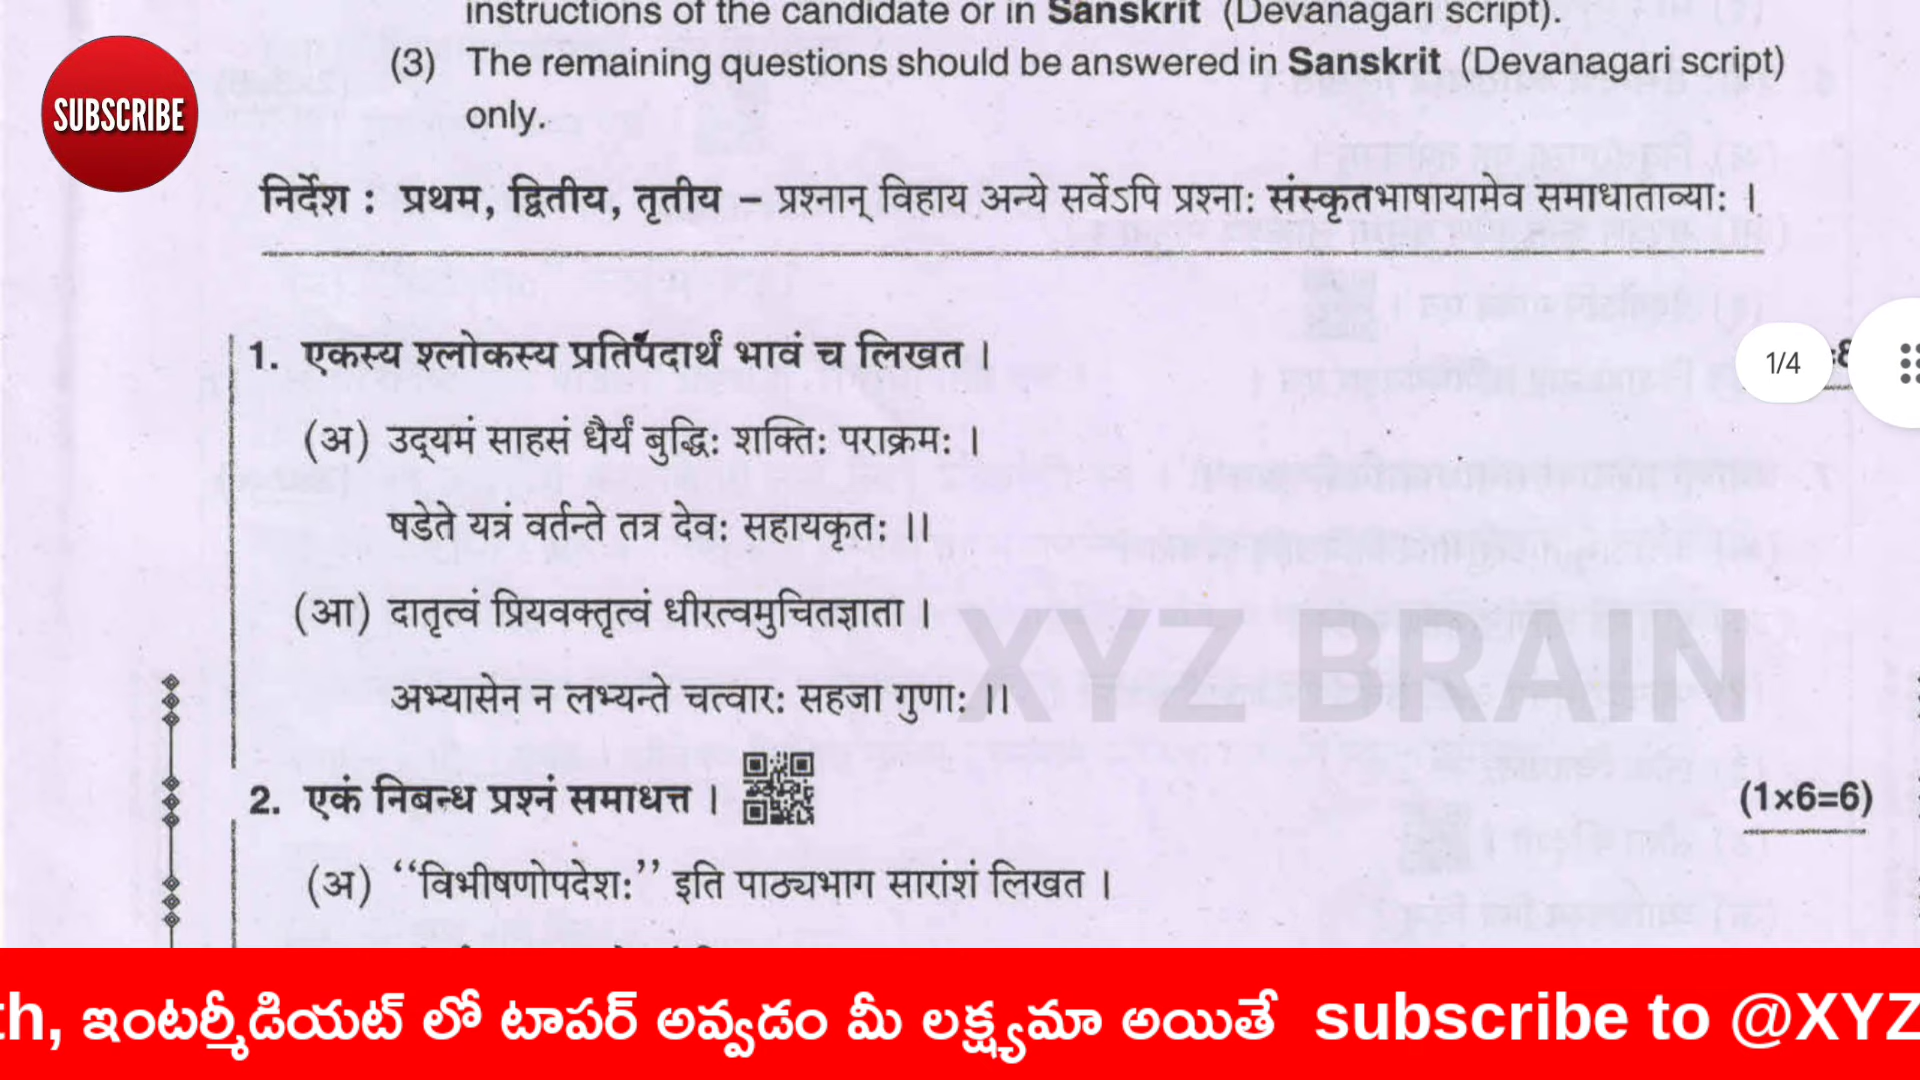 instructions of the candidate or in Sanskrit (Devanagari script).
SUBSCRIBE
(3) The remaining questions should be answered in Sanskrit (Devanagari script)
only.
निर्देश : प्रथम, द्वितीय, तृतीय – प्रश्नान् विहाय अन्ये सर्वेऽपि प्रश्ना: संस्कृतभाषायामेव समाधाताव्या: ।
1. एकस्य श्लोकस्य प्रतिपदार्थं भावं च लिखत ।
1/4
(अ) उद्‌यमं साहसं धैर्यं बुद्धि: शक्ति: पराक्रम: ।
षडेते यत्रं वर्तन्ते तत्र देव: सहायकृत: ।।
(आ) दातृत्वं प्रियवक्तृत्वं धीरत्वमुचितज्ञाता ।
XYZ BRAIN
अभ्यासेन न लभ्यन्ते चत्वार: सहजा गुणा: ।।
2. एकं निबन्ध प्रश्नं समाधत्त । (1×6=6)
(अ) ‘‘विभीषणोपदेश:’’ इति पाठ्यभाग सारांशं लिखत ।
th, ఇంటర్మీడియట్ లో టాపర్ అవ్వడం మీ లక్ష్యమా అయితే subscribe to @XYZ